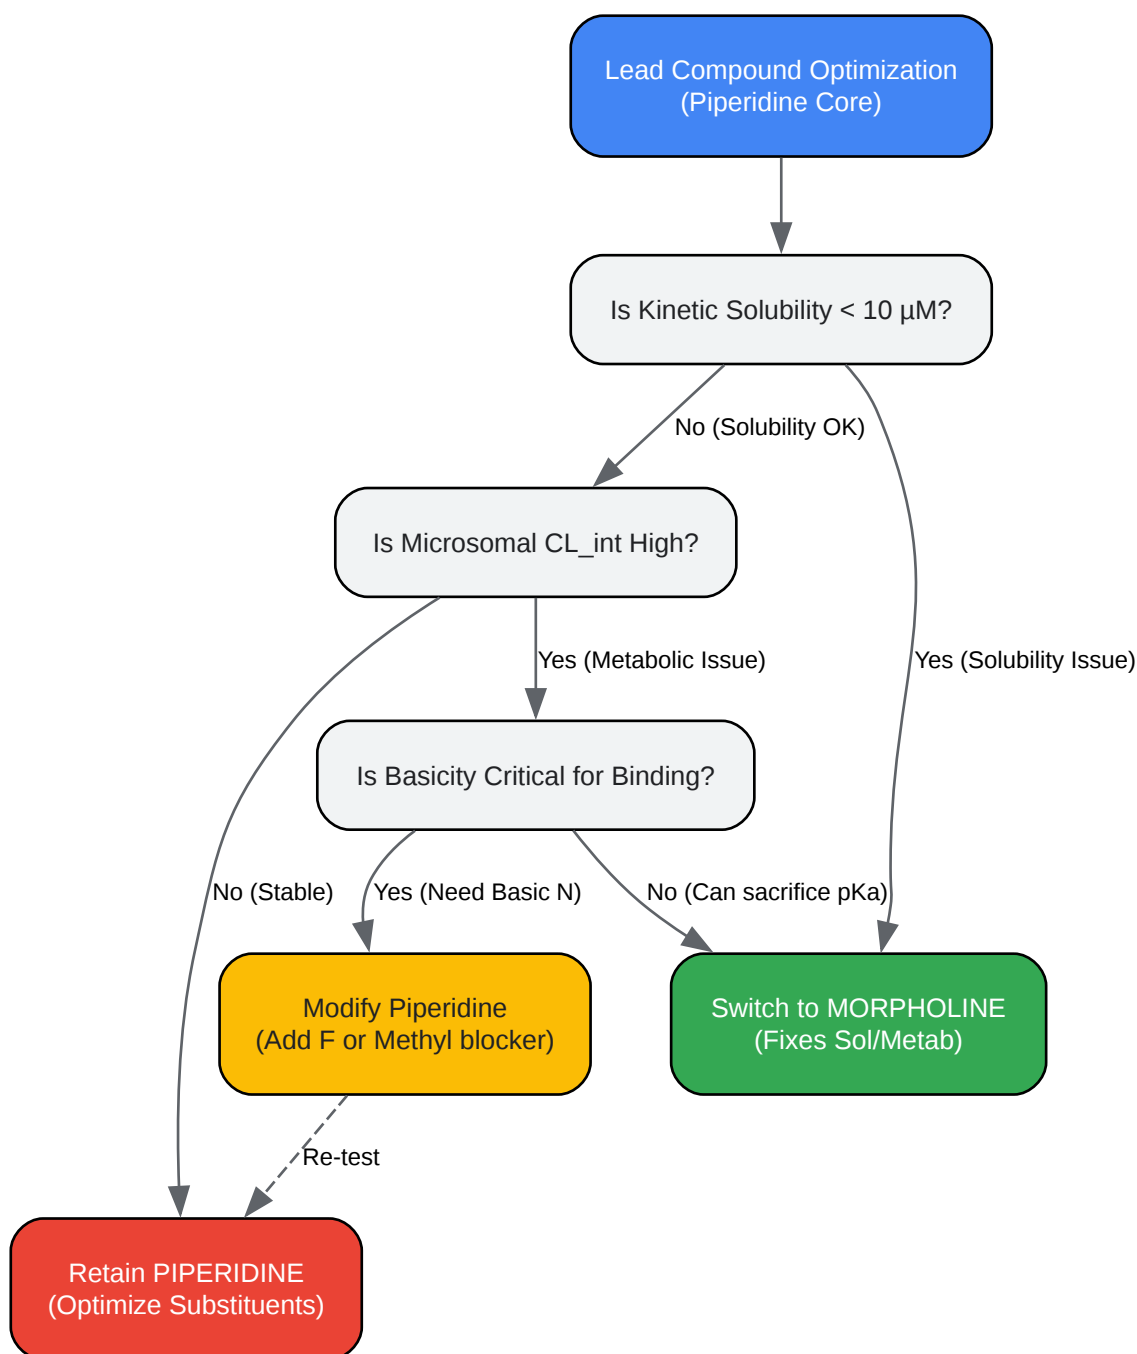 Lead Compound Optimization
(Piperidine Core)
Is Kinetic Solubility < 10 µM?
No (Solubility OK)
Is Microsomal CL_int High?
Yes (Metabolic Issue)
Yes (Solubility Issue)
Is Basicity Critical for Binding?
No (Stable)
Yes (Need Basic N)
No (Can sacrifice pKa)
Modify Piperidine
(Add F or Methyl blocker)
Switch to MORPHOLINE
(Fixes Sol/Metab)
Re-test
Retain PIPERIDINE
(Optimize Substituents)